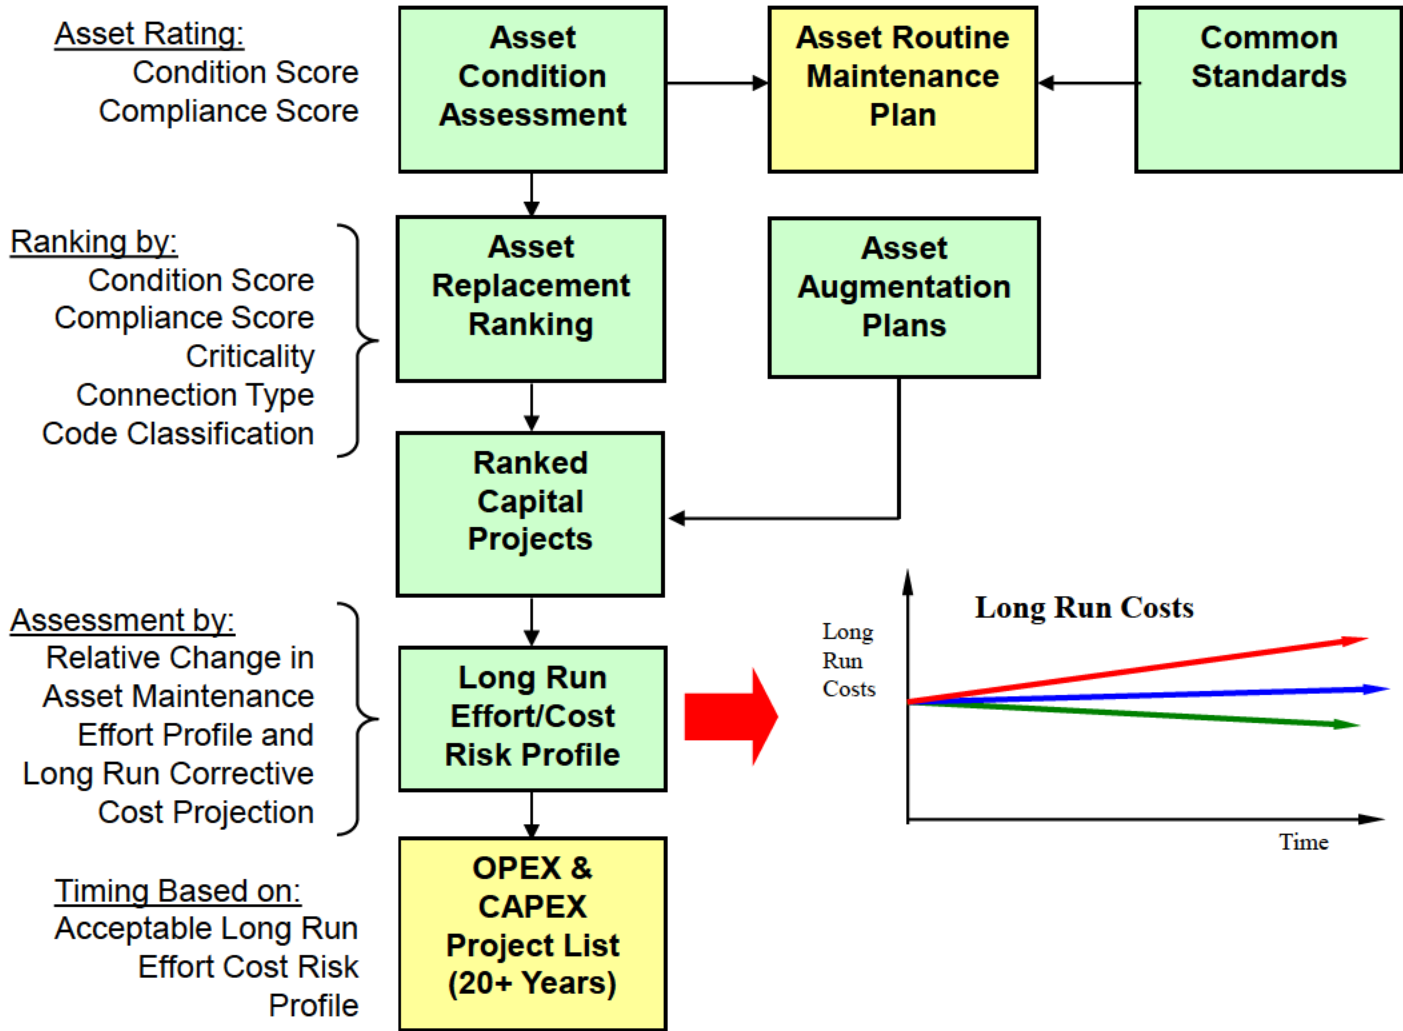 Asset Rating:
Condition Score
Compliance Score
Asset
Condition
Assessment
Asset Routine
Maintenance
Plan
Common
Standards
Ranking by:
Condition Score
Compliance Score
Criticality
Connection Type
Code Classification
Asset
Replacement
Ranking
Asset
Augmentation
Plans
Ranked
Capital
Projects
Assessment by:
Relative Change in
Asset Maintenance
Effort Profile and
Long Run Corrective
Cost Projection
Long Run
Effort/Cost
Risk Profile
Long Run Costs
Long
Run
Costs
Time
Timing Based on:
Acceptable Long Run
Effort Cost Risk
Profile
OPEX &
CAPEX
Project List
(20+ Years)